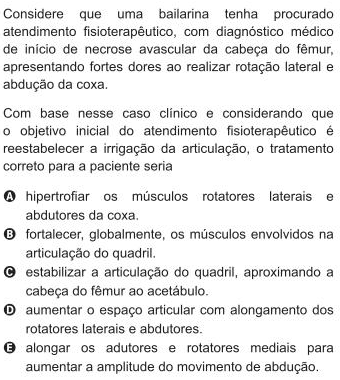 Considere que uma bailarina tenha procurado
atendimento fisioterapêutico, com diagnóstico médico
de início de necrose avascular da cabeça do fêmur,
apresentando fortes dores ao realizar rotação lateral e
abdução da coxa.
Com base nesse caso clínico e considerando que
o objetivo inicial do atendimento fisioterapêutico é
reestabelecer a irrigação da articulação, o tratamento
correto para a paciente seria
A hipertrofiar os músculos rotatores laterais e
abdutores da coxa.
B fortalecer, globalmente, os músculos envolvidos na
articulação do quadril.
C estabilizar a articulação do quadril, aproximando a
cabeça do fêmur ao acetábulo.
D aumentar o espaço articular com alongamento dos
rotatores laterais e abdutores.
E alongar os adutores e rotatores mediais para
aumentar a amplitude do movimento de abdução.